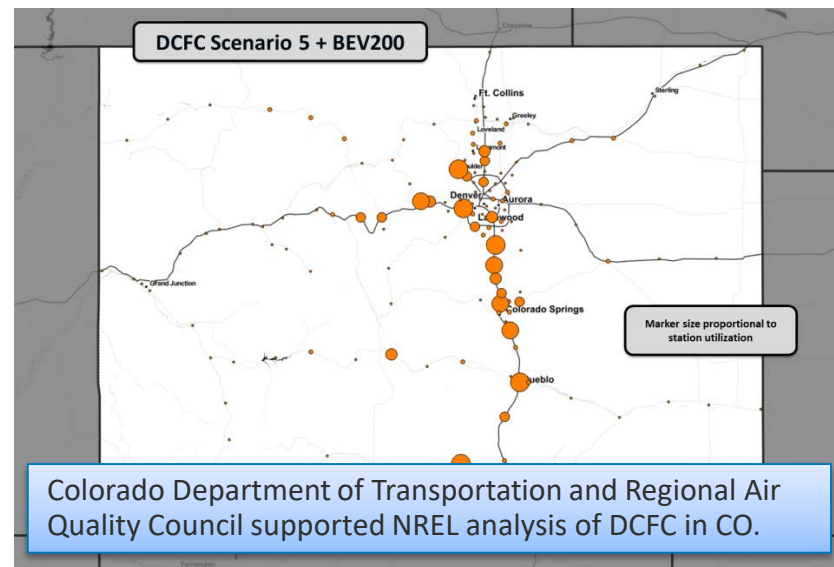 Cheyenne
DCFC Scenario 5 + BEV200
Ft. Collins
Sterling
Greeley
Loveland
Denver
Aurora
Grand Junction
Colorado Springs
Marker size proportional to
station utilization
Colorado Department of Transportation and Regional Air
Quality Council supported NREL analysis of DCFC in CO.
Farmington